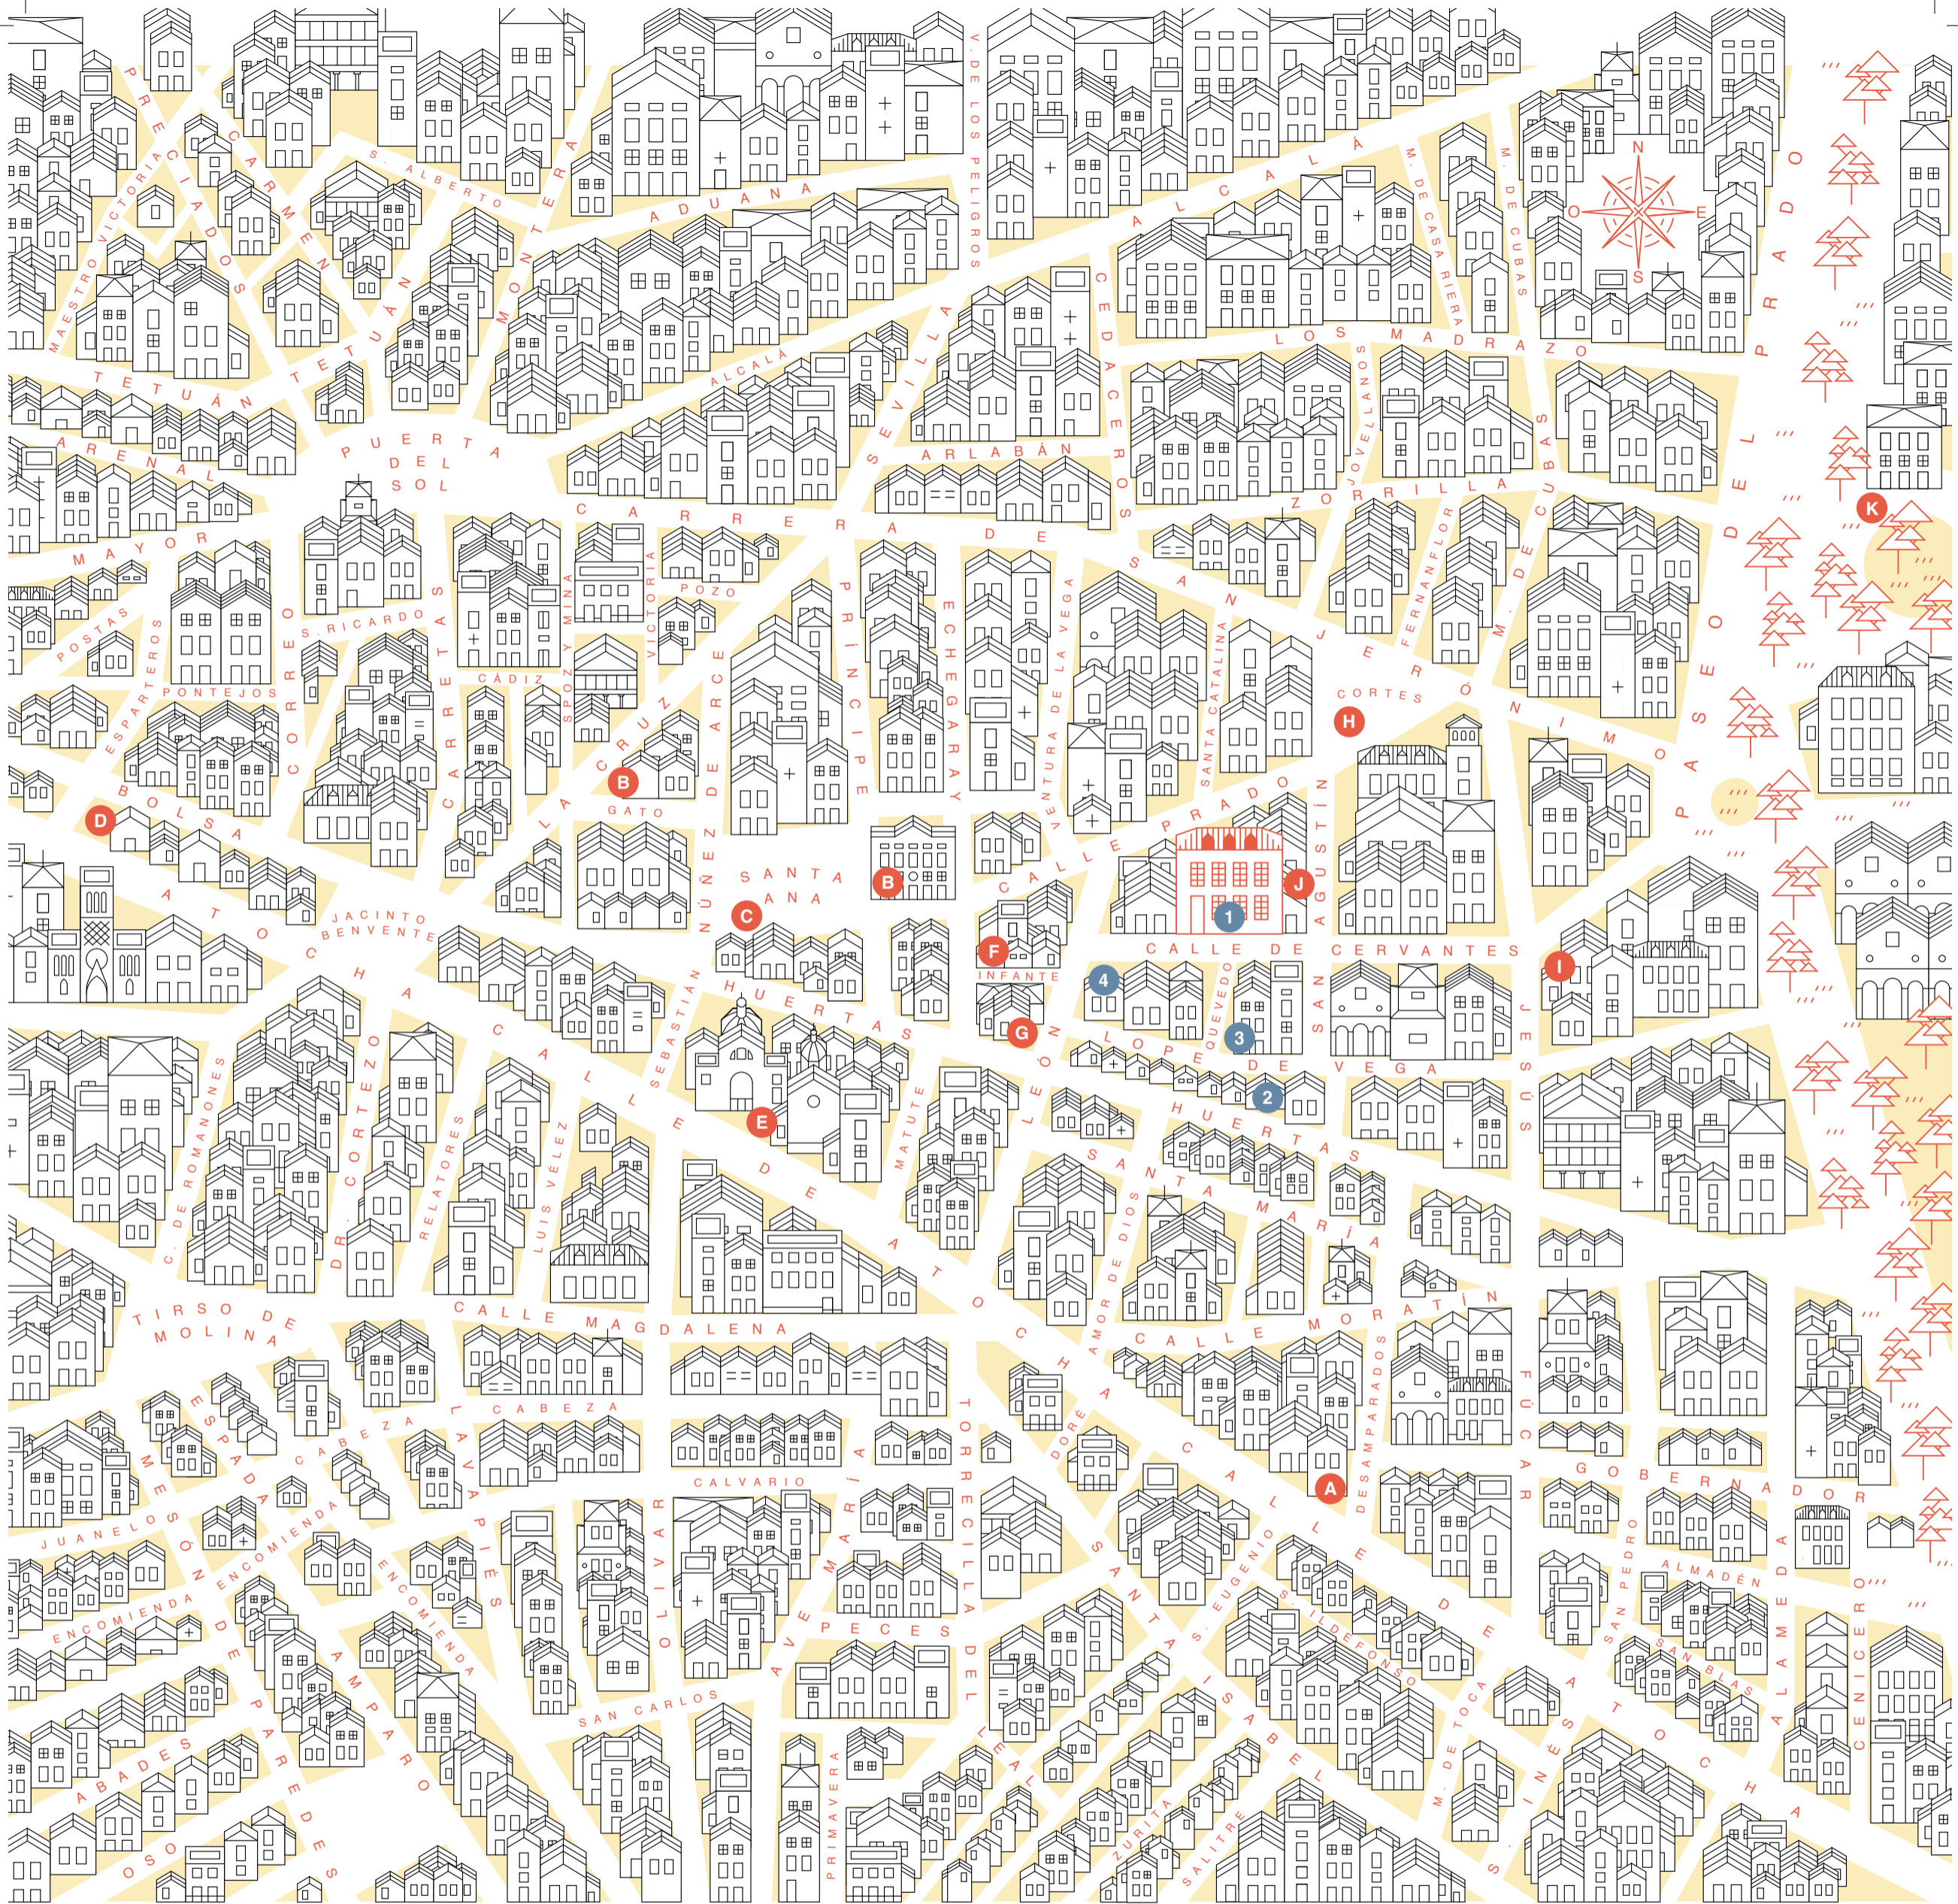 PRECIADOS
CARMEN
S. ALBERTO
MONTERA
ADUANA
V. DE LOS PELIGROS
ALCALÁ
M. DE CASA RIERA
M. DE CUBAS
N
O
E
S
PASEO DEL PRADO
MAESTRO VICTORIA
TETUÁN
TETUÁN
ALCALÁ
SEVILLA
CEDACEROS
LOS MADRAZO
JOVELLANOS
ARENAL
PUERTA
DEL
SOL
ARLABÁN
ZORRILLA
M. DE CUBAS
K
MAYOR
CARRERA DE SAN JERÓNIMO
POSTAS
ESPARTEROS
PONTEJOS
CORREO
S. RICARDO
CARRETAS
CÁDIZ
ESPOZ Y MINA
VICTORIA
POZO
CRUZ
NÚÑEZ DE ARCE
PRÍNCIPE
ECHEGARAY
VENTURA DE LA VEGA
SANTA CATALINA
FERNANFLOR
CORTES
H
B
GATO
D
BOLSA
SANTA
ANA
B
C
CALLE PRADO
J
1
SAN AGUSTÍN
JACINTO
BENVENTE
F
INFANTE
CALLE DE CERVANTES
I
4
3
QUEVEDO
G
LEÓN
LOPE DE VEGA
2
JESÚS
CALLE DE ATOCHA
SEBASTIÁN
HUERTAS
E
MATUTE
HUERTAS
SANTA MARÍA
C. DE ROMANONES
DR. CORTEZO
RELATORES
LUIS VÉLEZ
AMOR DE DIOS
TIRSO DE
MOLINA
CALLE MAGDALENA
CALLE MORATÍN
DESAMPARADOS
FÚCAR
ESPADA
CABEZA
CABEZA
LAVAPIÉS
MESÓN DE PAREDES
CALVARIO
OLIVAR
AVE MARÍA
TORRECILLA DEL LEAL
DORÉ
A
CALLE DE ATOCHA
GOBERNADOR
JUANELO
ENCOMIENDA
ENCOMIENDA
ENCOMIENDA
SANTA ISABEL
S. EUGENIO
S. ILDEFONSO
SAN PEDRO
ALMADÉN
SAN BLAS
ALAMEDA
CENICERO
AMPARO
PECES
SAN CARLOS
ABADES
OSO
PRIMAVERA
ZURITA
SALITRE
M. DE TOCA
S. INÉS